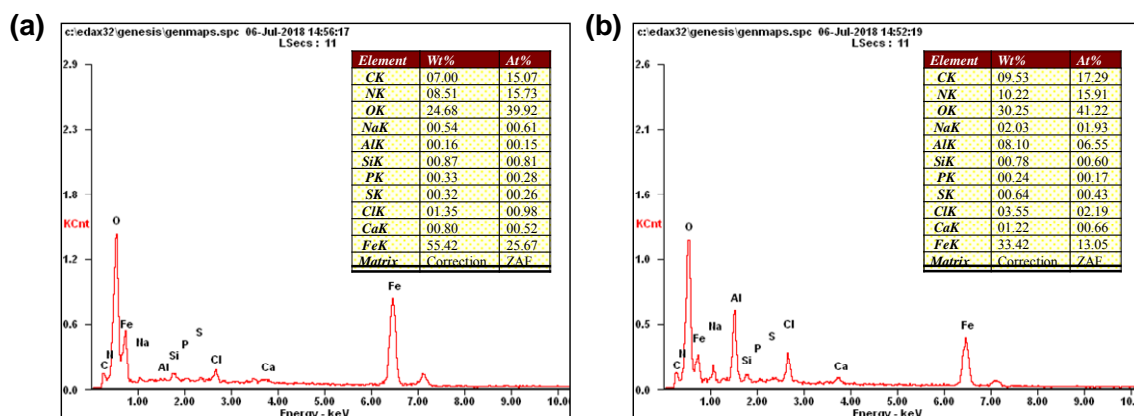 (a)
c:\edax32\genesis\genmaps.spc 06-Jul-2018 14:56:17
LSecs : 11
Element Wt% At%
CK 07.00 15.07
NK 08.51 15.73
OK 24.68 39.92
NaK 00.54 00.61
AlK 00.16 00.15
SiK 00.87 00.81
PK 00.33 00.28
SK 00.32 00.26
ClK 01.35 00.98
CaK 00.80 00.52
FeK 55.42 25.67
Matrix Correction ZAF
2.9
2.3
1.8
KCnt
1.2
0.6
0.0
C
N
O
Fe
Na
Al
Si
P
S
Cl
Ca
Fe
1.00 2.00 3.00 4.00 5.00 6.00 7.00 8.00 9.00 10.00
Energy - keV
(b)
c:\edax32\genesis\genmaps.spc 06-Jul-2018 14:52:19
LSecs : 11
Element Wt% At%
CK 09.53 17.29
NK 10.22 15.91
OK 30.25 41.22
NaK 02.03 01.93
AlK 08.10 06.55
SiK 00.78 00.60
PK 00.24 00.17
SK 00.64 00.43
ClK 03.55 02.19
CaK 01.22 00.66
FeK 33.42 13.05
Matrix Correction ZAF
2.6
2.1
1.6
KCnt
1.0
0.5
0.0
C
N
O
Fe
Na
Al
Si
P
S
Cl
Ca
Fe
1.00 2.00 3.00 4.00 5.00 6.00 7.00 8.00 9.00 10.0
Energy - keV